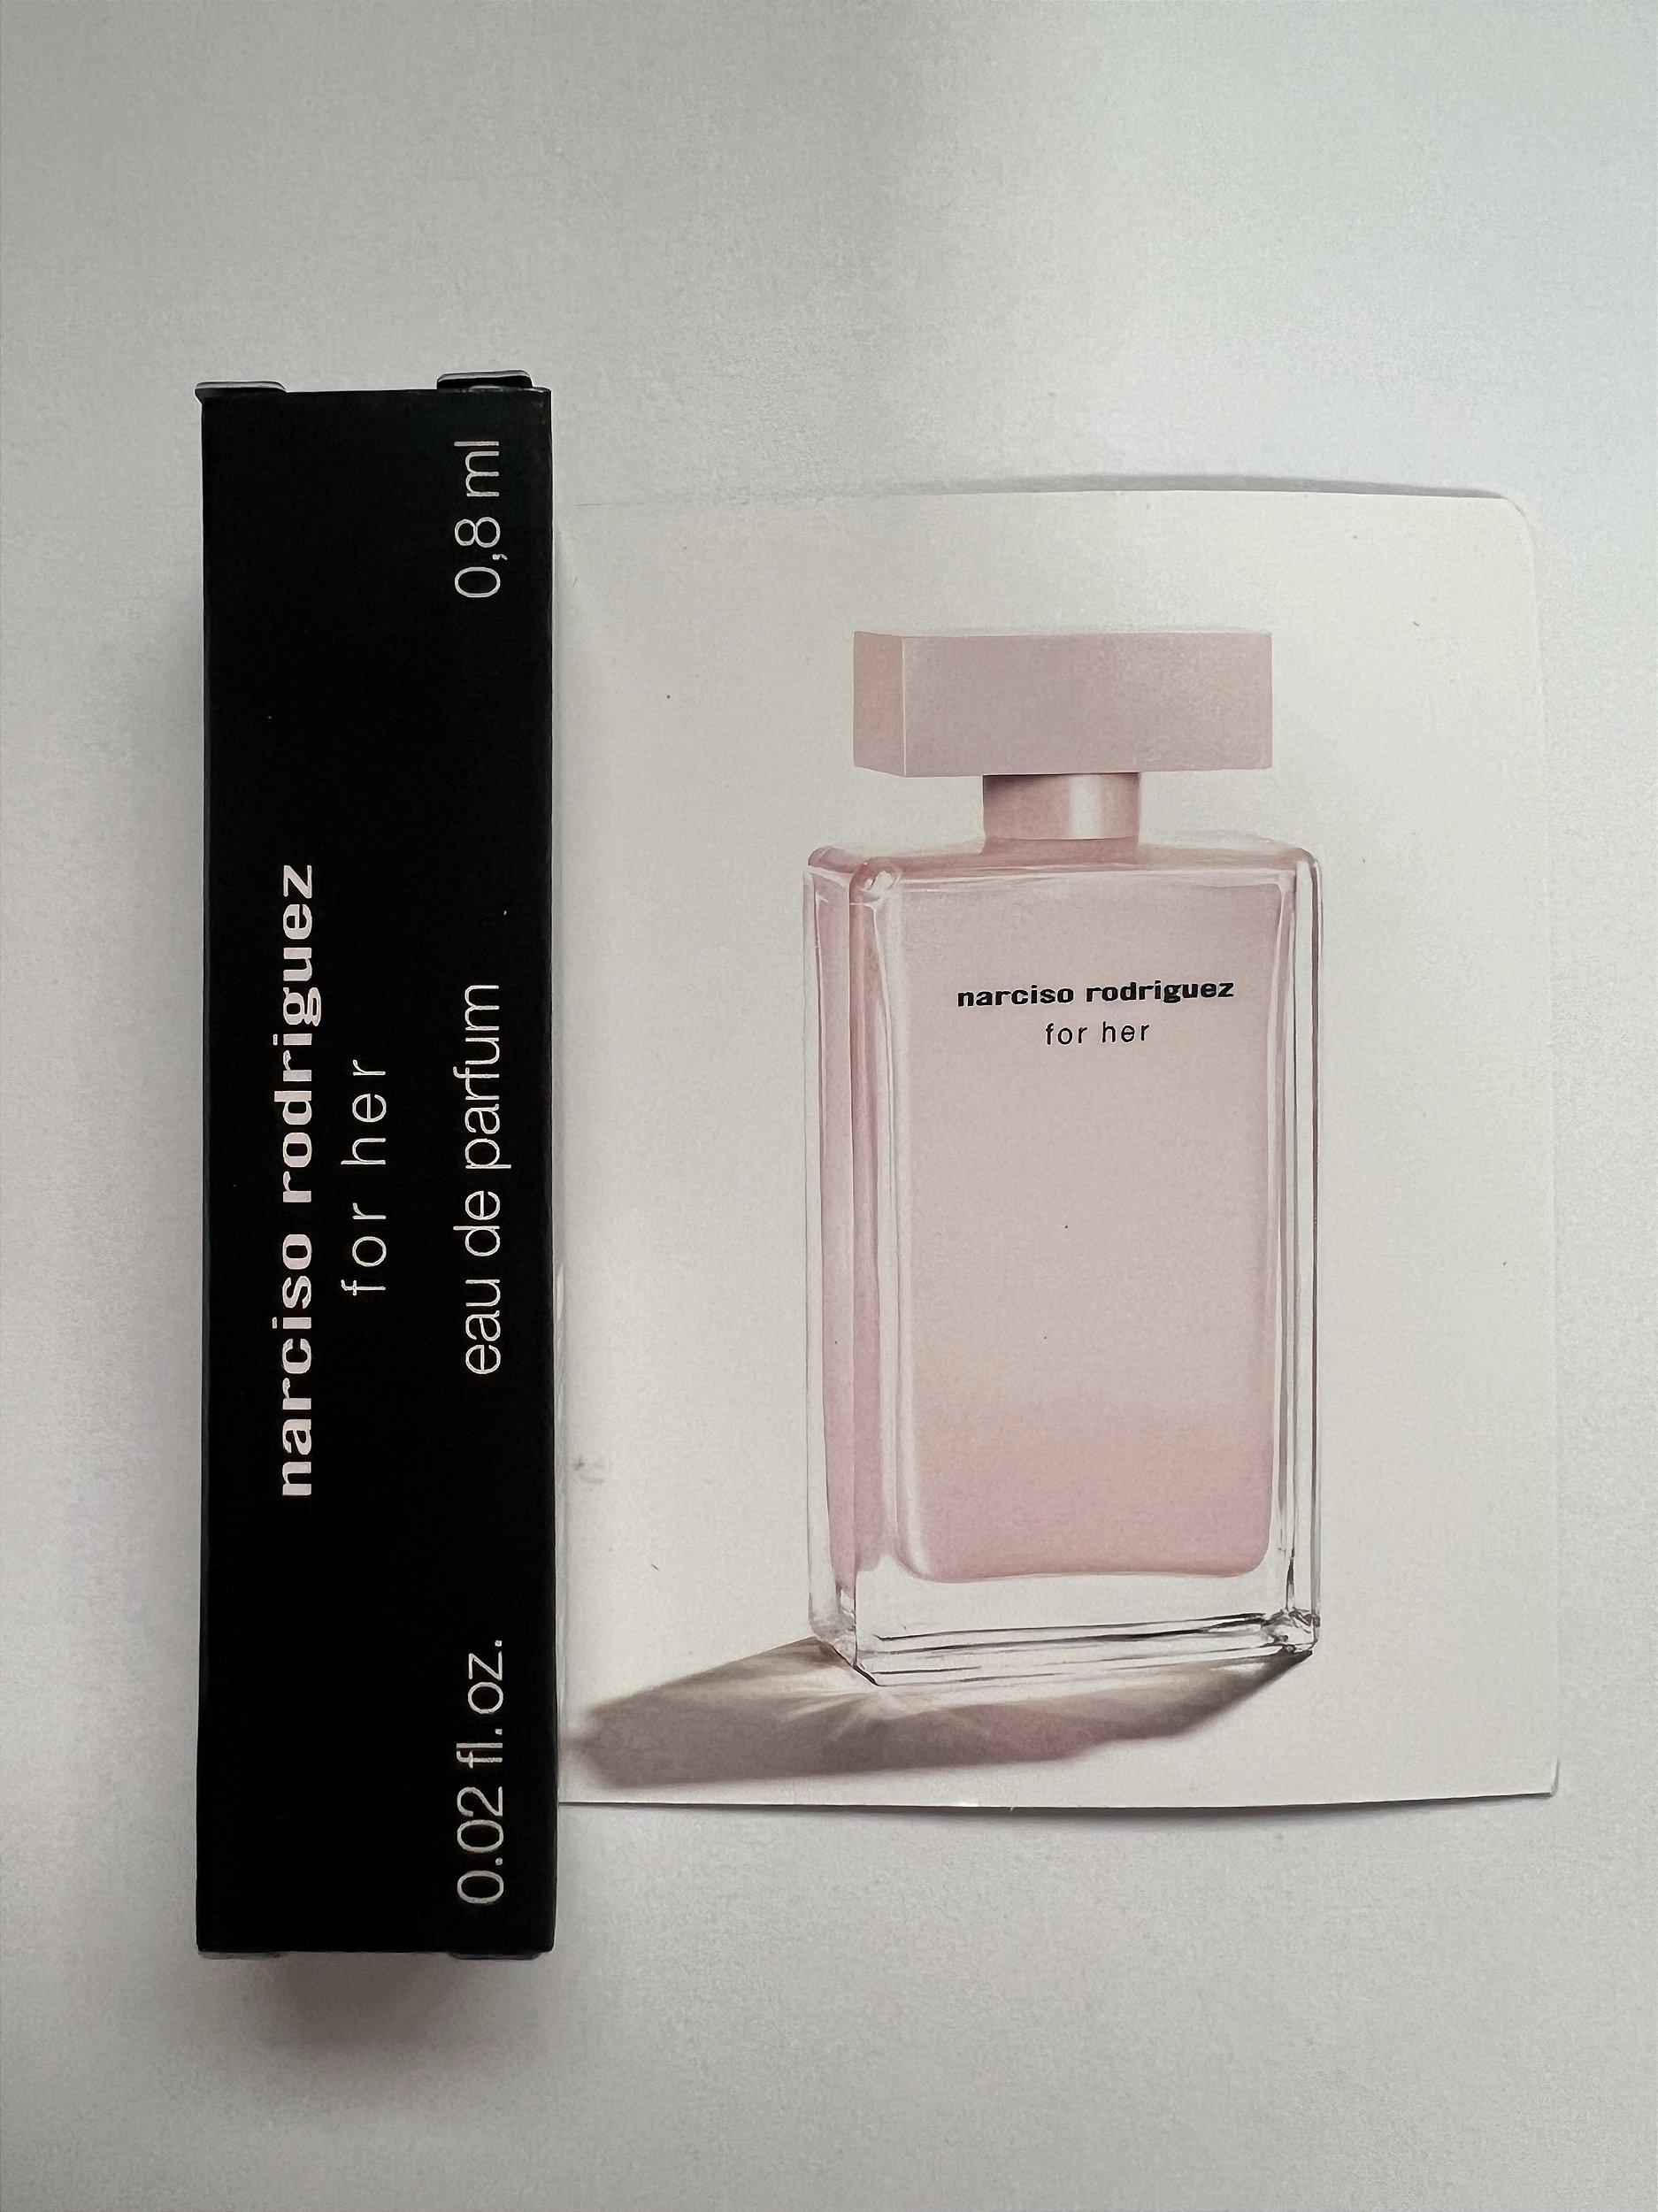 narciso rodriguez
for her
eau de parfum
0.02 fl.oz. 0,8 ml
narciso rodriguez
for her